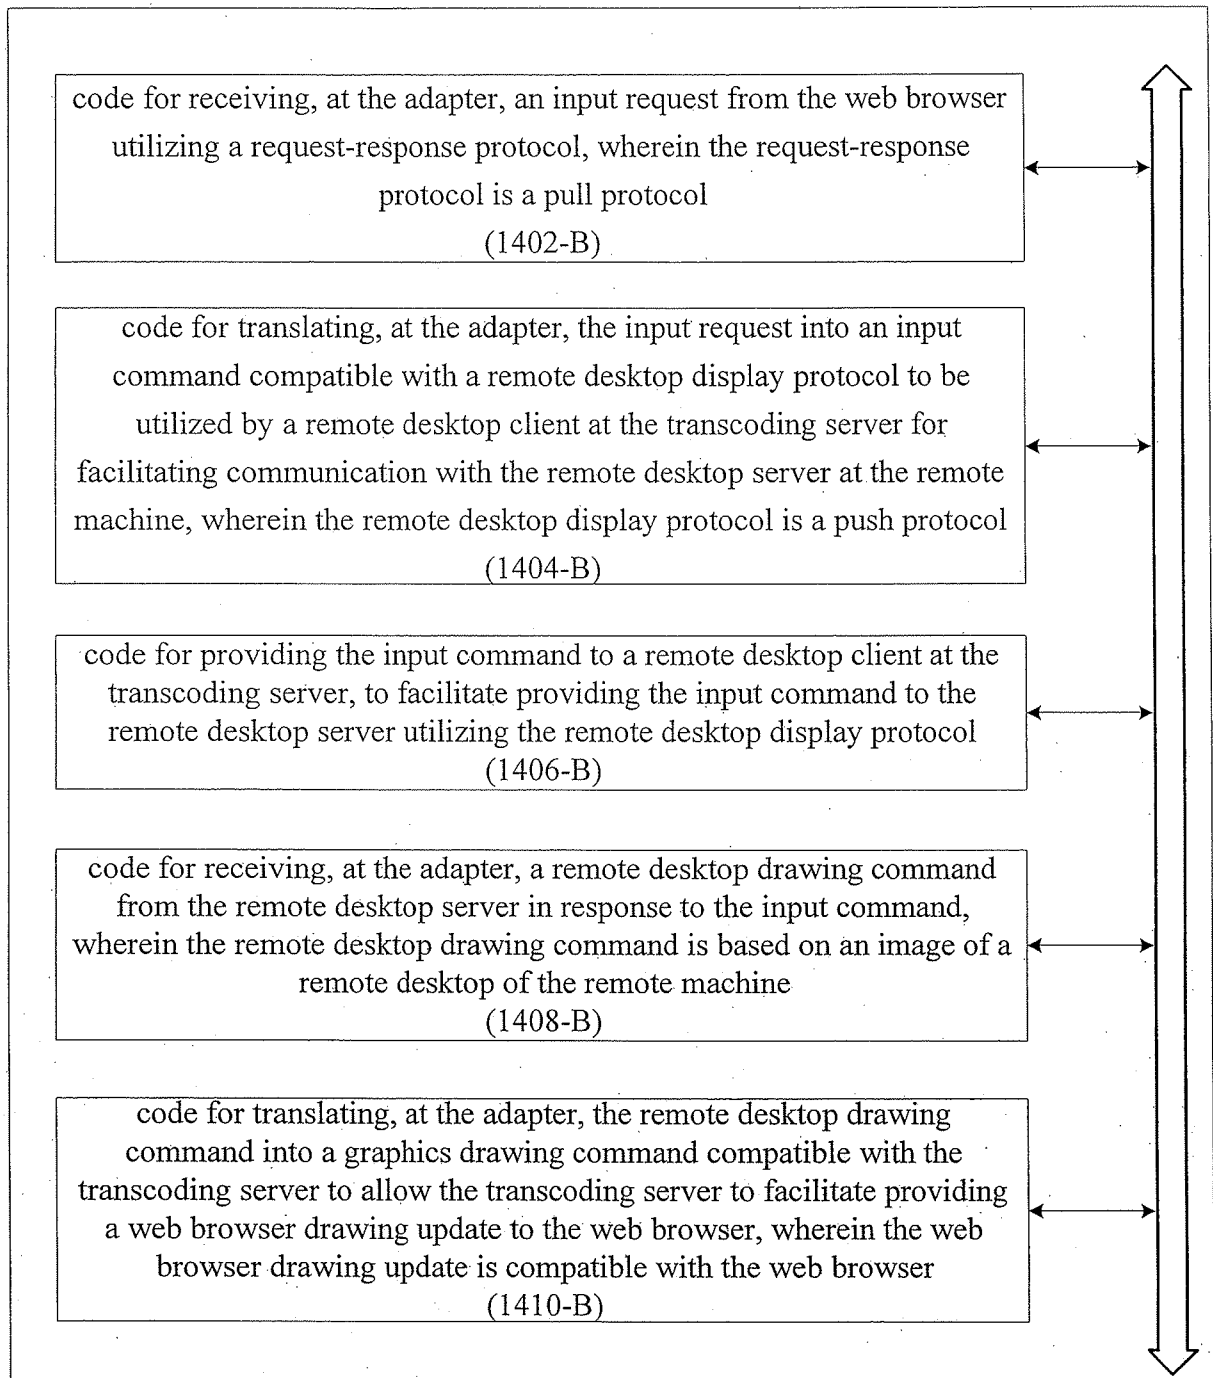 code for receiving, at the adapter, an input request from the web browser
utilizing a request-response protocol, wherein the request-response
protocol is a pull protocol
(1402-B)
code for translating, at the adapter, the input request into an input
command compatible with a remote desktop display protocol to be
utilized by a remote desktop client at the transcoding server for
facilitating communication with the remote desktop server at the remote
machine, wherein the remote desktop display protocol is a push protocol
(1404-B)
code for providing the input command to a remote desktop client at the
transcoding server, to facilitate providing the input command to the
remote desktop server utilizing the remote desktop display protocol
(1406-B)
code for receiving, at the adapter, a remote desktop drawing command
from the remote desktop server in response to the input command,
wherein the remote desktop drawing command is based on an image of a
remote desktop of the remote machine
(1408-B)
code for translating, at the adapter, the remote desktop drawing
command into a graphics drawing command compatible with the
transcoding server to allow the transcoding server to facilitate providing
a web browser drawing update to the web browser, wherein the web
browser drawing update is compatible with the web browser
(1410-B)